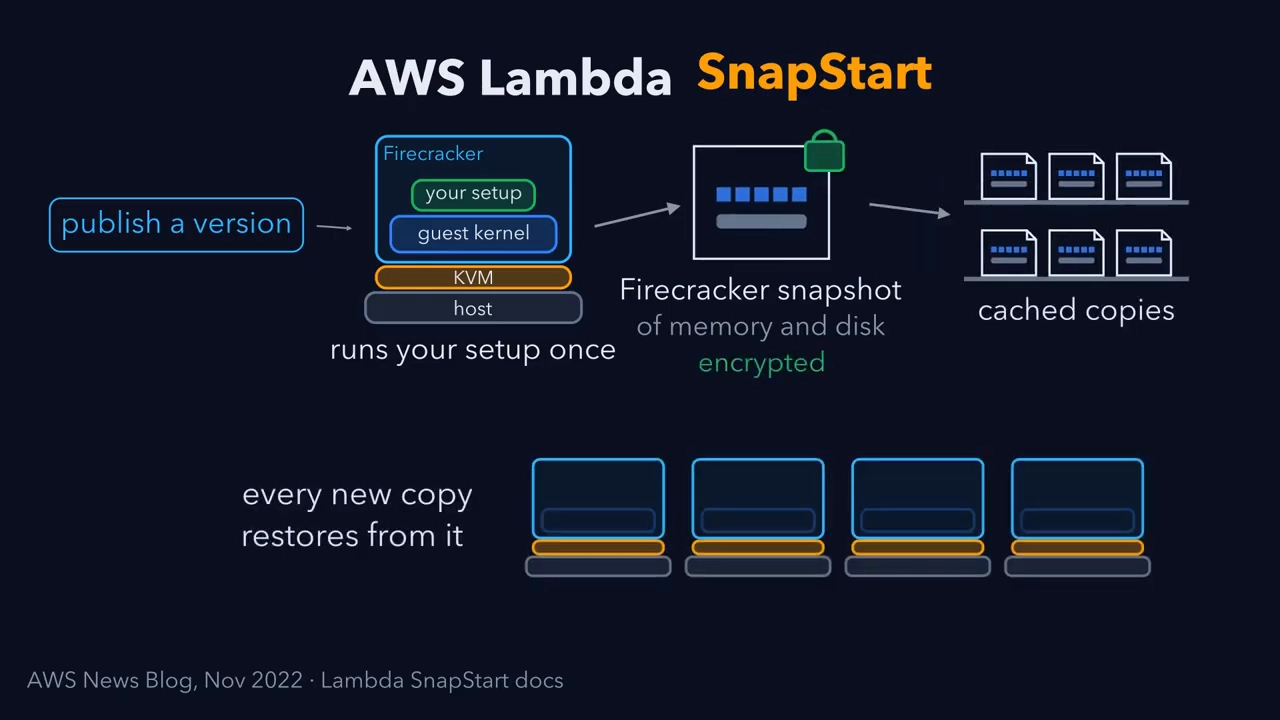 AWS Lambda SnapStart
publish a version
Firecracker
your setup
guest kernel
KVM
host
runs your setup once
Firecracker snapshot
of memory and disk
encrypted
cached copies
every new copy
restores from it
AWS News Blog, Nov 2022 · Lambda SnapStart docs